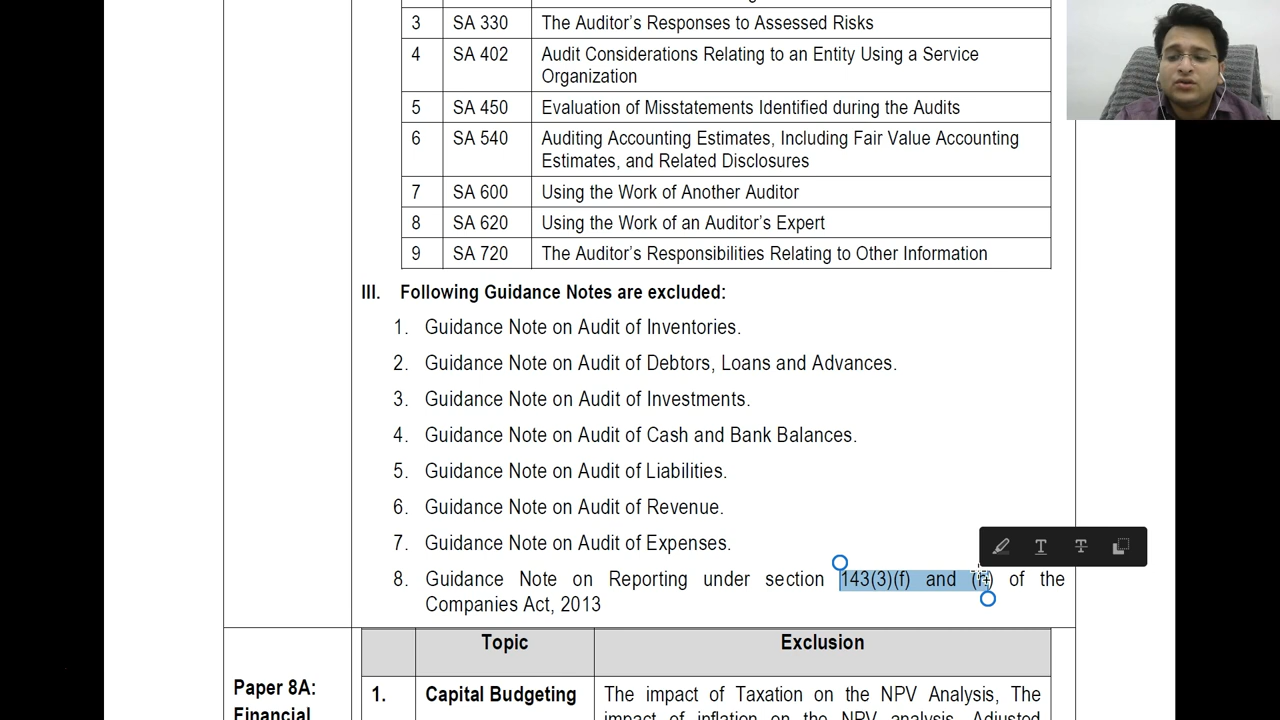 3 SA 330 The Auditor's Responses to Assessed Risks
4 SA 402 Audit Considerations Relating to an Entity Using a Service
Organization
5 SA 450 Evaluation of Misstatements Identified during the Audits
6 SA 540 Auditing Accounting Estimates, Including Fair Value Accounting
Estimates, and Related Disclosures
7 SA 600 Using the Work of Another Auditor
8 SA 620 Using the Work of an Auditor's Expert
9 SA 720 The Auditor's Responsibilities Relating to Other Information
III. Following Guidance Notes are excluded:
1. Guidance Note on Audit of Inventories.
2. Guidance Note on Audit of Debtors, Loans and Advances.
3. Guidance Note on Audit of Investments.
4. Guidance Note on Audit of Cash and Bank Balances.
5. Guidance Note on Audit of Liabilities.
6. Guidance Note on Audit of Revenue.
7. Guidance Note on Audit of Expenses.
8. Guidance Note on Reporting under section 143(3)(f) and of the
Companies Act, 2013
Topic Exclusion
Paper 8A:
Financial
1. Capital Budgeting The impact of Taxation on the NPV Analysis, The
impact of inflation on the NPV analysis, Adjusted